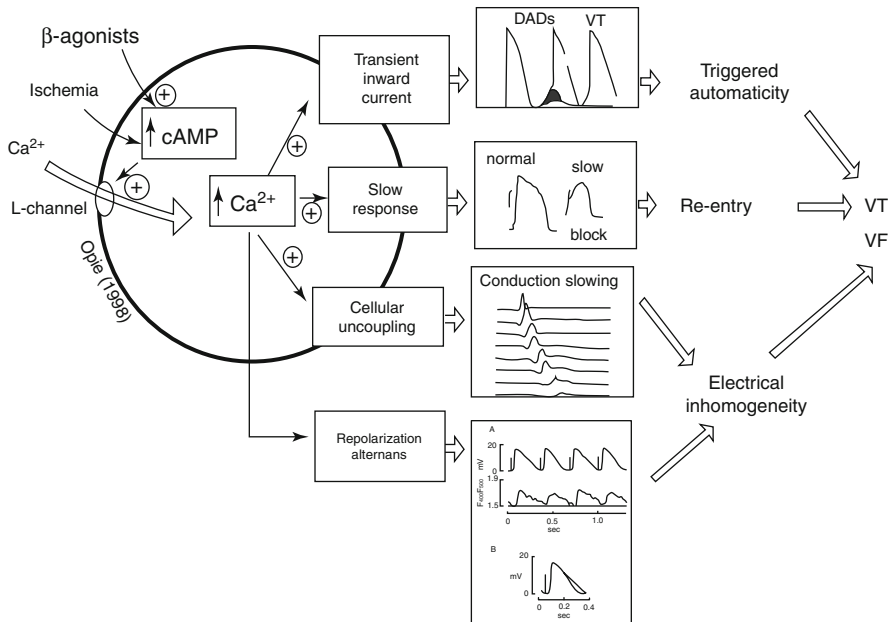 β-agonists
Ischemia
Ca²⁺
L-channel
Opie (1998)
+
↑ cAMP
+
↑ Ca²⁺
+
+
+
Transient
inward
current
DADs VT
Triggered
automaticity
Slow
response
normal
slow
block
Re-entry
VT
VF
Cellular
uncoupling
Conduction slowing
Electrical
inhomogeneity
Repolarization
alternans
A
20
mV
0
1.9
F₄₀₀F₅₀₀
1.5
0 0.5 1.0
sec
B
20
mV
0
0 0.2 0.4
sec